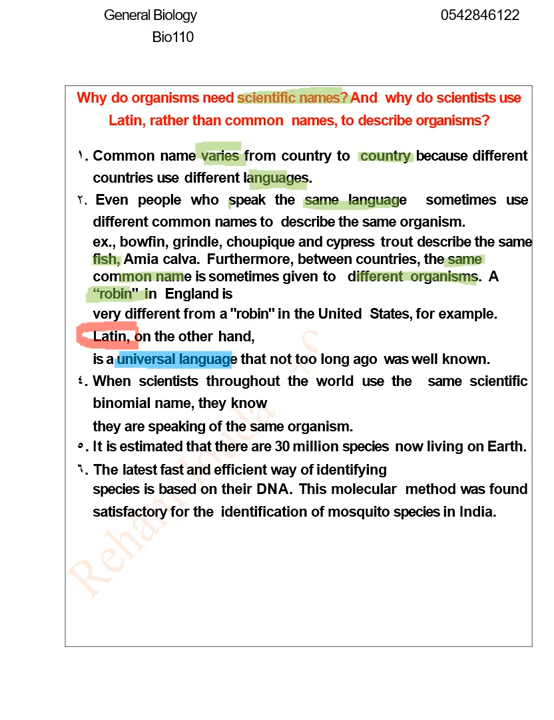 General Biology
0542846122
Bio110
Why do organisms need scientific names? And why do scientists use
Latin, rather than common names, to describe organisms?
١. Common name varies from country to country because different
countries use different languages.
٢. Even people who speak the same language sometimes use
different common names to describe the same organism.
ex., bowfin, grindle, choupique and cypress trout describe the same
fish, Amia calva. Furthermore, between countries, the same
common name is sometimes given to different organisms. A
“robin" in England is
very different from a "robin" in the United States, for example.
Latin, on the other hand,
is a universal language that not too long ago was well known.
٤. When scientists throughout the world use the same scientific
binomial name, they know
they are speaking of the same organism.
٥. It is estimated that there are 30 million species now living on Earth.
٦. The latest fast and efficient way of identifying
species is based on their DNA. This molecular method was found
satisfactory for the identification of mosquito species in India.